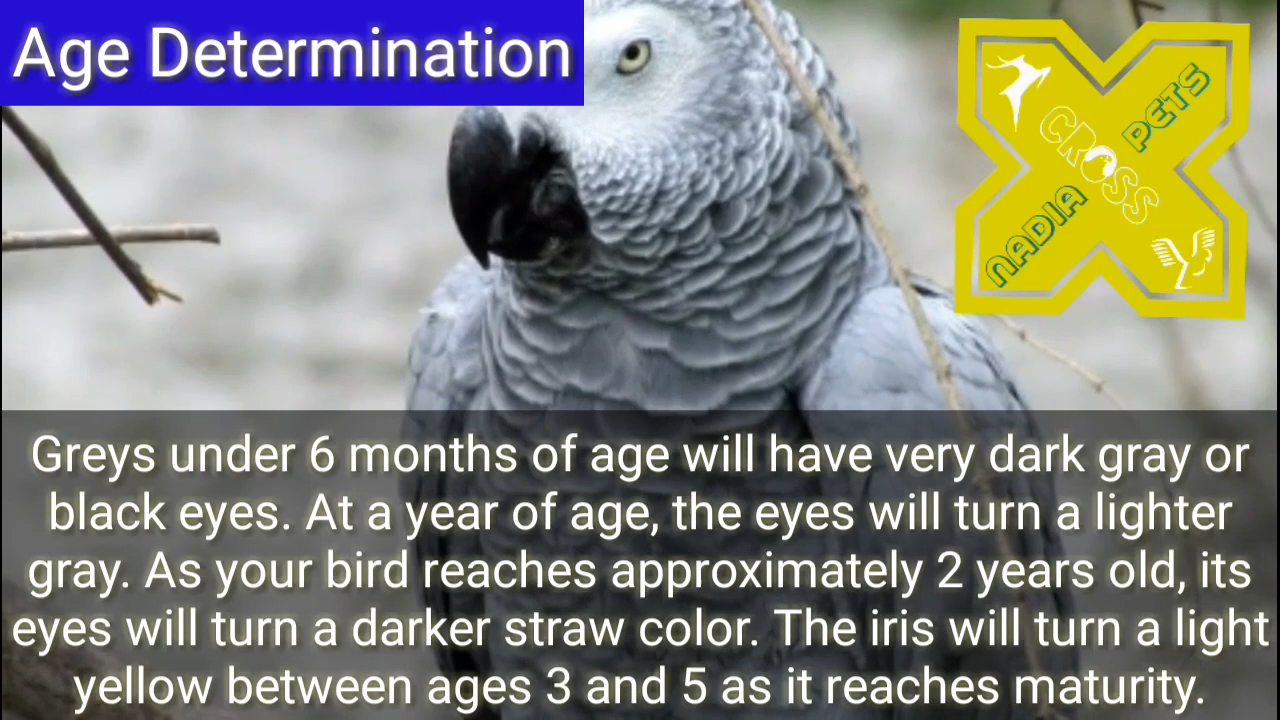 Age Determination
NADIA CROSS PETS
Greys under 6 months of age will have very dark gray or
black eyes. At a year of age, the eyes will turn a lighter
gray. As your bird reaches approximately 2 years old, its
eyes will turn a darker straw color. The iris will turn a light
yellow between ages 3 and 5 as it reaches maturity.